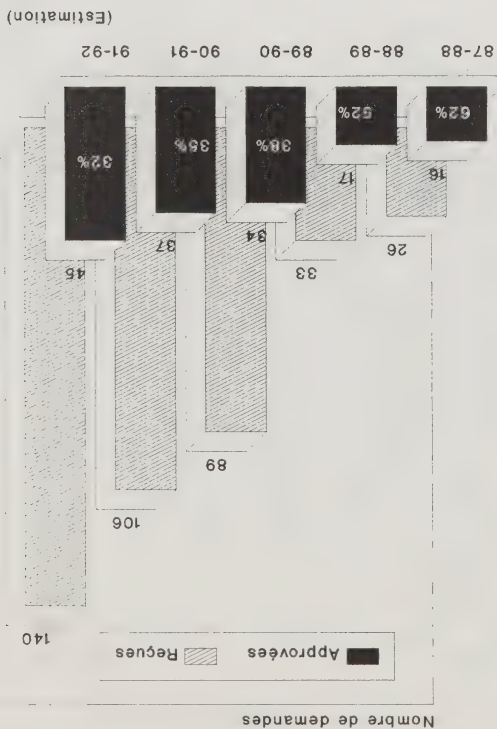 Nombre de demandes
Approvées Reçues
140
106
89
33 45
26 34 37
16 17
62% 52% 38% 35% 32%
87-88 88-89 89-90 90-91 91-92
(Estimation)